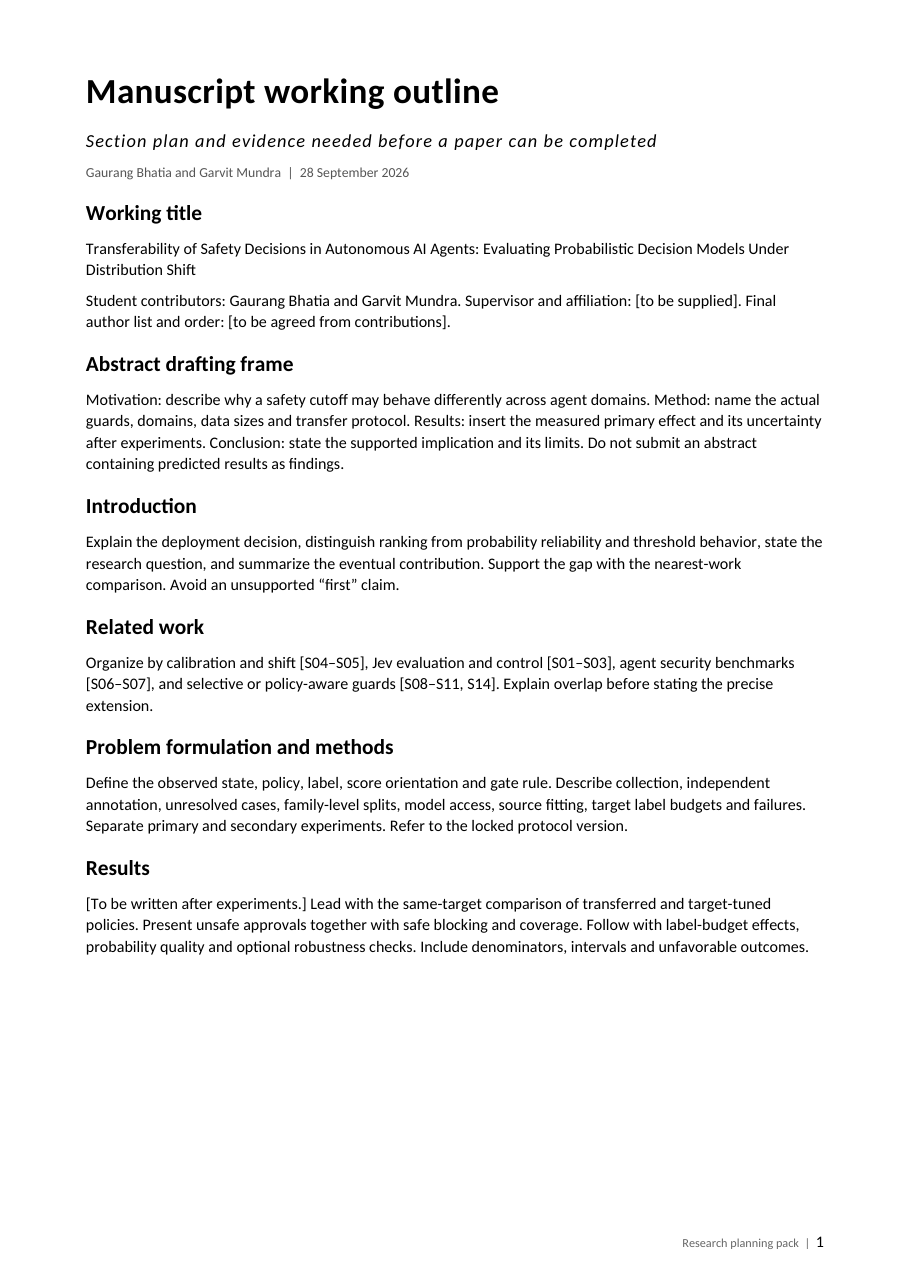 Manuscript working outline
Section plan and evidence needed before a paper can be completed
Gaurang Bhatia and Garvit Mundra | 28 September 2026
Working title
Transferability of Safety Decisions in Autonomous AI Agents: Evaluating Probabilistic Decision Models Under
Distribution Shift
Student contributors: Gaurang Bhatia and Garvit Mundra. Supervisor and affiliation: [to be supplied]. Final
author list and order: [to be agreed from contributions].
Abstract drafting frame
Motivation: describe why a safety cutoff may behave differently across agent domains. Method: name the actual
guards, domains, data sizes and transfer protocol. Results: insert the measured primary effect and its uncertainty
after experiments. Conclusion: state the supported implication and its limits. Do not submit an abstract
containing predicted results as findings.
Introduction
Explain the deployment decision, distinguish ranking from probability reliability and threshold behavior, state the
research question, and summarize the eventual contribution. Support the gap with the nearest-work
comparison. Avoid an unsupported “first” claim.
Related work
Organize by calibration and shift [S04–S05], Jev evaluation and control [S01–S03], agent security benchmarks
[S06–S07], and selective or policy-aware guards [S08–S11, S14]. Explain overlap before stating the precise
extension.
Problem formulation and methods
Define the observed state, policy, label, score orientation and gate rule. Describe collection, independent
annotation, unresolved cases, family-level splits, model access, source fitting, target label budgets and failures.
Separate primary and secondary experiments. Refer to the locked protocol version.
Results
[To be written after experiments.] Lead with the same-target comparison of transferred and target-tuned
policies. Present unsafe approvals together with safe blocking and coverage. Follow with label-budget effects,
probability quality and optional robustness checks. Include denominators, intervals and unfavorable outcomes.
Research planning pack | 1